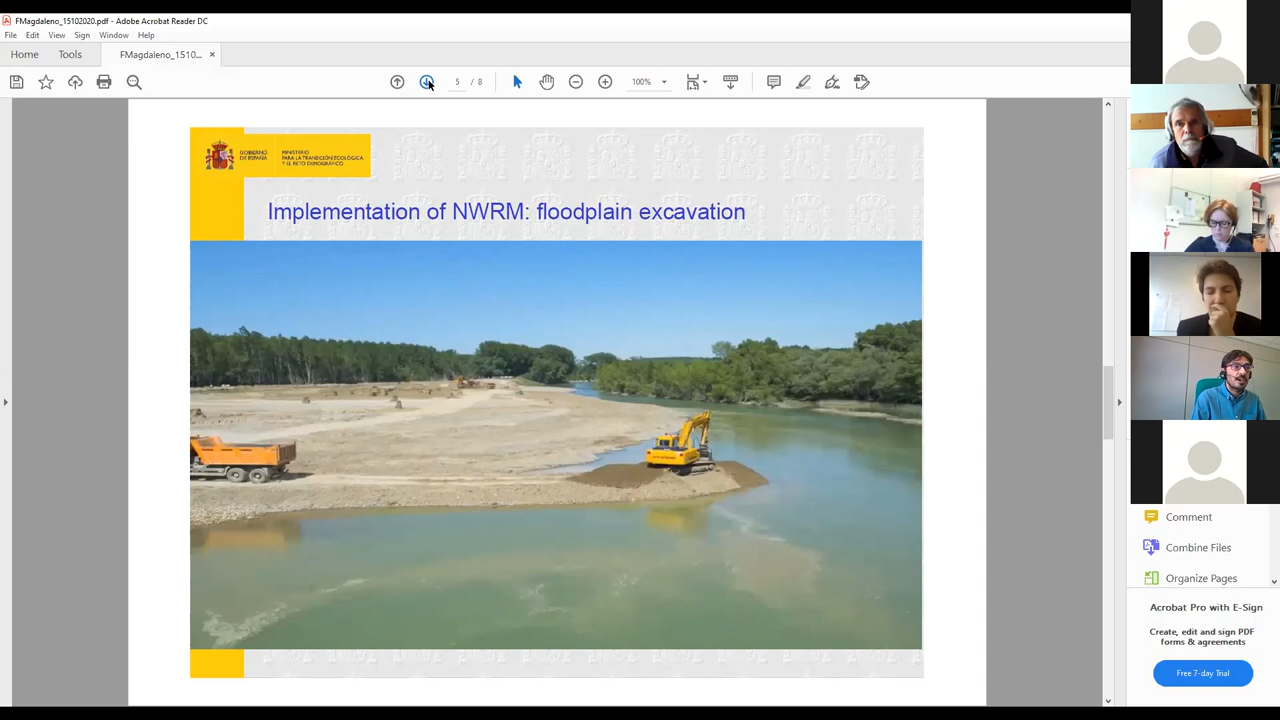 FMagdaleno_15102020.pdf - Adobe Acrobat Reader DC
File Edit View Sign Window Help
Home Tools FMagdaleno_1510... ×
5 / 8 100%
GOBIERNO
DE ESPAÑA
MINISTERIO
PARA LA TRANSICIÓN ECOLÓGICA
Y EL RETO DEMOGRÁFICO
Implementation of NWRM: floodplain excavation
Comment
Combine Files
Organize Pages
Acrobat Pro with E-Sign
Create, edit and sign PDF
forms & agreements
Free 7-day Trial